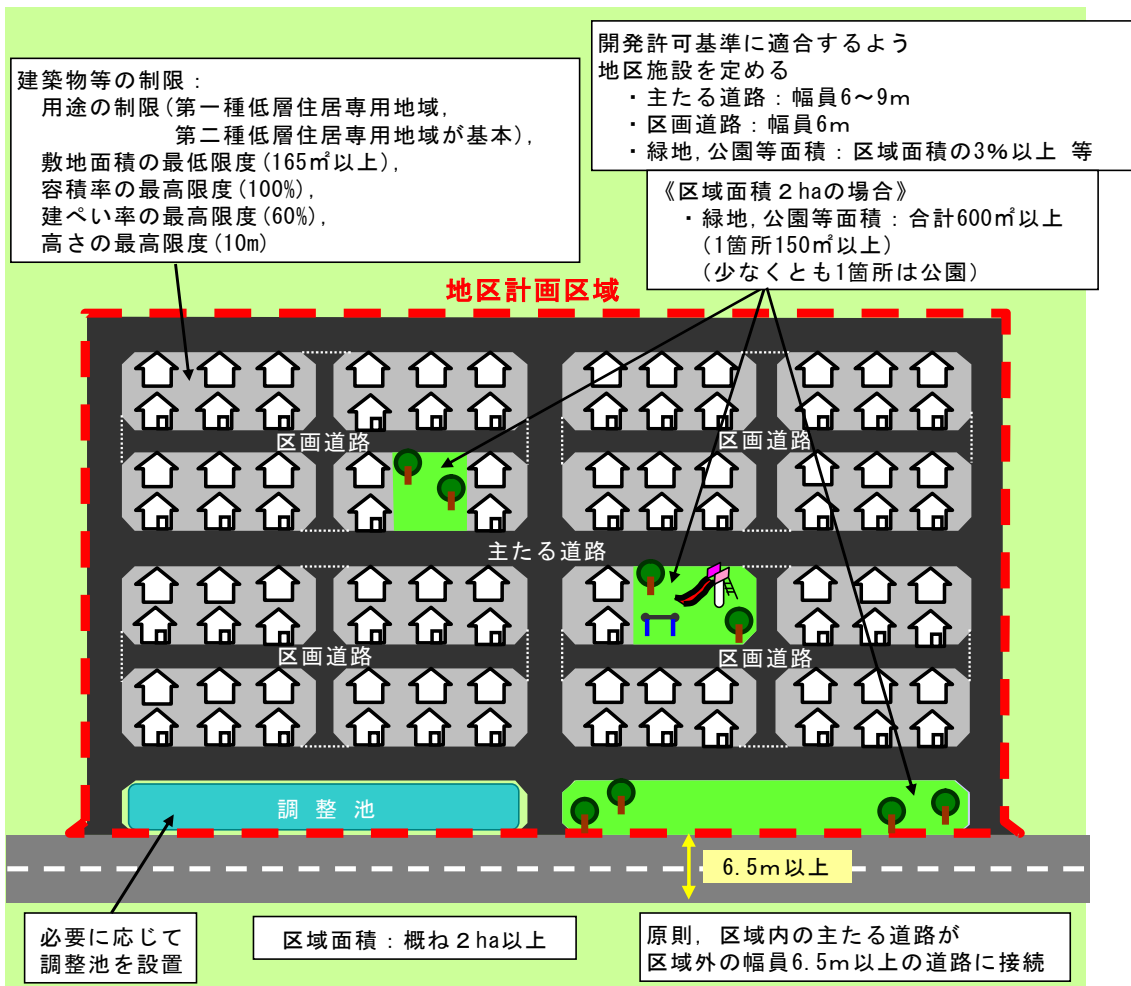 建築物等の制限：
用途の制限（第一種低層住居専用地域，
第二種低層住居専用地域が基本），
敷地面積の最低限度（165㎡以上），
容積率の最高限度（100%），
建ぺい率の最高限度（60%），
高さの最高限度（10m）
開発許可基準に適合するよう
地区施設を定める
・主たる道路：幅員6～9ｍ
・区画道路：幅員6ｍ
・緑地，公園等面積：区域面積の3％以上 等
《区域面積２haの場合》
・緑地，公園等面積：合計600㎡以上
（1箇所150㎡以上）
（少なくとも1箇所は公園）
地区計画区域
区画道路
区画道路
主たる道路
区画道路
区画道路
調整池
6.5ｍ以上
必要に応じて
調整池を設置
区域面積：概ね２ha以上
原則，区域内の主たる道路が
区域外の幅員6.5ｍ以上の道路に接続